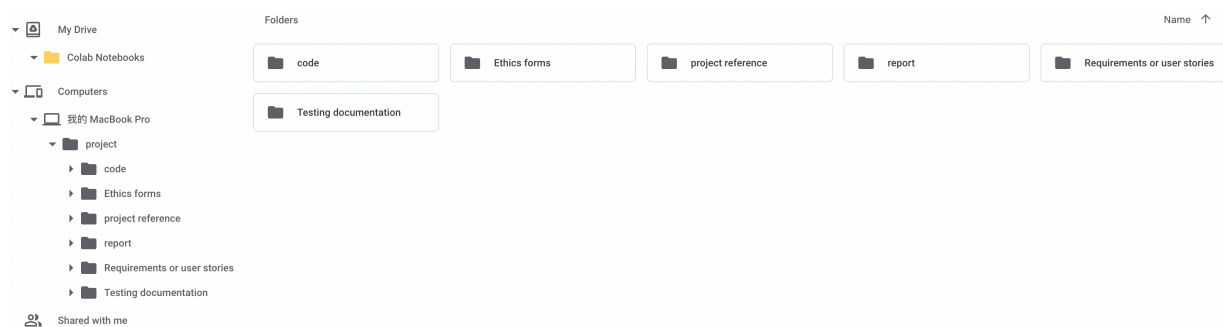 My Drive
Colab Notebooks
Computers
我的 MacBook Pro
project
code
Ethics forms
project reference
report
Requirements or user stories
Testing documentation
Shared with me
Folders
Name
code
Ethics forms
project reference
report
Requirements or user stories
Testing documentation